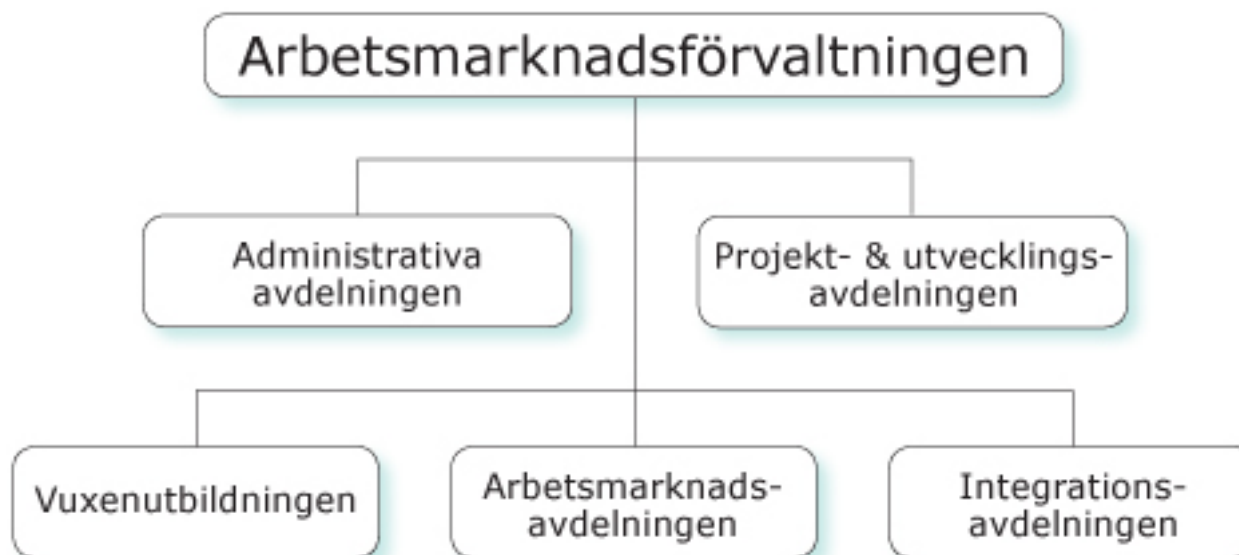 Arbetsmarknadsförvaltningen
Administrativa
avdelningen
Projekt- & utvecklings-
avdelningen
Vuxenutbildningen
Arbetsmarknads-
avdelningen
Integrations-
avdelningen